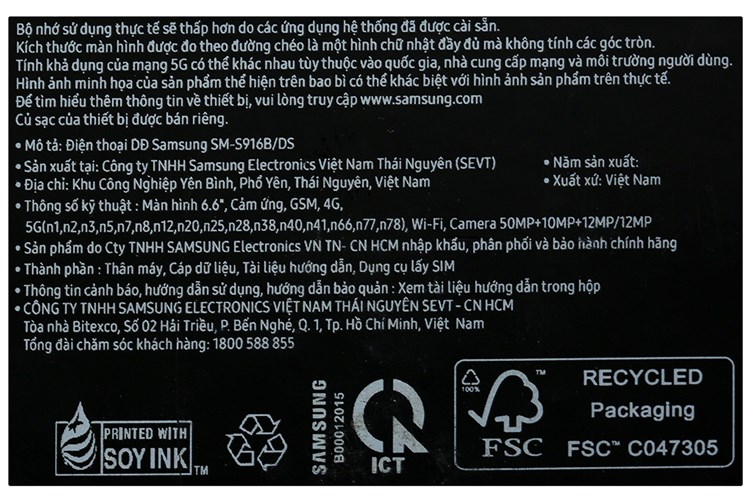 Bộ nhớ sử dụng thực tế sẽ thấp hơn do các ứng dụng hệ thống đã được cài sẵn.
Kích thước màn hình được đo theo đường chéo là một hình chữ nhật đầy đủ mà không tính các góc tròn.
Tính khả dụng của mạng 5G có thể khác nhau tùy thuộc vào quốc gia, nhà cung cấp mạng và môi trường người dùng.
Hình ảnh minh họa của sản phẩm thể hiện trên bao bì có thể khác biệt với hình ảnh sản phẩm trên thực tế.
Để tìm hiểu thêm thông tin về thiết bị, vui lòng truy cập www.samsung.com
Củ sạc của thiết bị được bán riêng.
• Mô tả: Điện thoại DĐ Samsung SM-S916B/DS
• Sản xuất tại: Công ty TNHH Samsung Electronics Việt Nam Thái Nguyên (SEVT) • Năm sản xuất:
• Địa chỉ: Khu Công Nghiệp Yên Bình, Phổ Yên, Thái Nguyên, Việt Nam • Xuất xứ: Việt Nam
• Thông số kỹ thuật : Màn hình 6.6", Cảm ứng, GSM, 4G,
5G(n1,n2,n3,n5,n7,n8,n12,n20,n25,n28,n38,n40,n41,n66,n77,n78), Wi-Fi, Camera 50MP+10MP+12MP/12MP
• Sản phẩm do Cty TNHH SAMSUNG Electronics VN TN- CN HCM nhập khẩu, phân phối và bảo hành chính hãng
• Thành phần : Thân máy, Cáp dữ liệu, Tài liệu hướng dẫn, Dụng cụ lấy SIM
• Thông tin cảnh báo, hướng dẫn sử dụng, hướng dẫn bảo quản : Xem tài liệu hướng dẫn trong hộp
• CÔNG TY TNHH SAMSUNG ELECTRONICS VIỆT NAM THÁI NGUYÊN SEVT - CN HCM
Tòa nhà Bitexco, Số 02 Hải Triều, P. Bến Nghé, Q. 1, Tp. Hồ Chí Minh, Việt Nam
Tổng đài chăm sóc khách hàng: 1800 588 855
PRINTED WITH
SOY INK™
SAMSUNG
B00012015
ICT
100%
™
FSC
RECYCLED
Packaging
FSC™ C047305